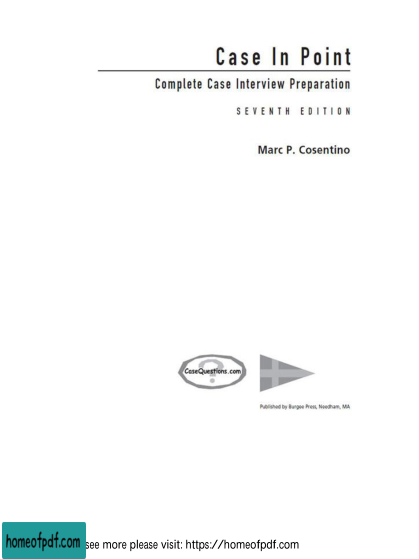 Case In Point
Complete Case Interview Preparation
SEVENTH EDITION
Marc P. Cosentino
CaseQuestions.com
?
Published by Burgee Press, Needham, MA
homeofpdf.com
see more please visit: https://homeofpdf.com